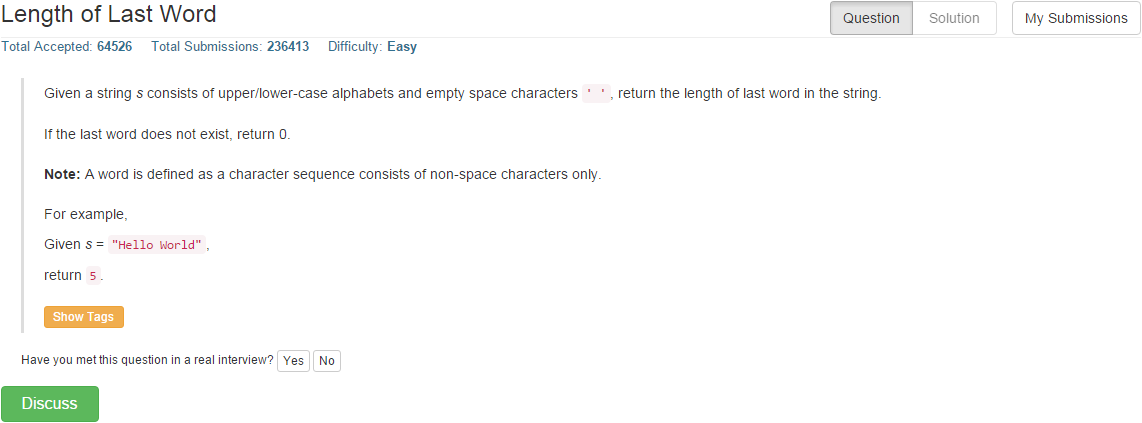 Length of Last Word
Question Solution My Submissions
Total Accepted: 64526 Total Submissions: 236413 Difficulty: Easy
Given a string s consists of upper/lower-case alphabets and empty space characters ' ', return the length of last word in the string.
If the last word does not exist, return 0.
Note: A word is defined as a character sequence consists of non-space characters only.
For example,
Given s = "Hello World",
return 5.
Show Tags
Have you met this question in a real interview? Yes No
Discuss